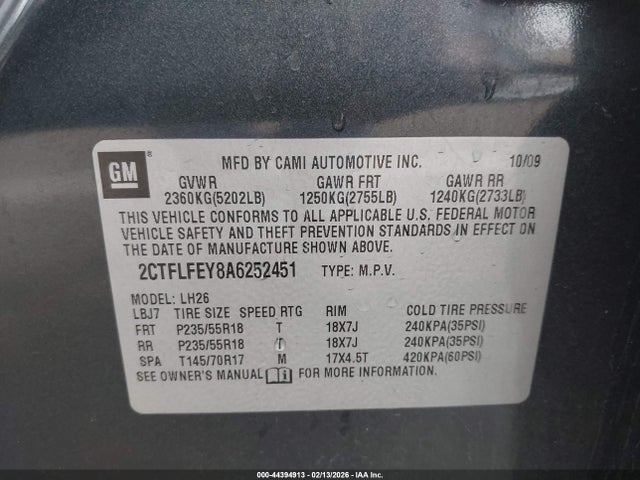 GM ® MFD BY CAMI AUTOMOTIVE INC. 10/09
GVWR GAWR FRT GAWR RR
2360KG(5202LB) 1250KG(2755LB) 1240KG(2733LB)
THIS VEHICLE CONFORMS TO ALL APPLICABLE U.S. FEDERAL MOTOR
VEHICLE SAFETY AND THEFT PREVENTION STANDARDS IN EFFECT ON
THE DATE OF MANUFACTURE SHOWN ABOVE.
2CTFLFEY8A6252451 TYPE: M.P.V.
MODEL: LH26
LBJ7 TIRE SIZE SPEED RTG RIM COLD TIRE PRESSURE
FRT P235/55R18 T 18X7J 240KPA(35PSI)
RR P235/55R18 T 18X7J 240KPA(35PSI)
SPA T145/70R17 M 17X4.5T 420KPA(60PSI)
SEE OWNER'S MANUAL FOR MORE INFORMATION.
000-44394913 - 02/13/2026 - IAAI.COM